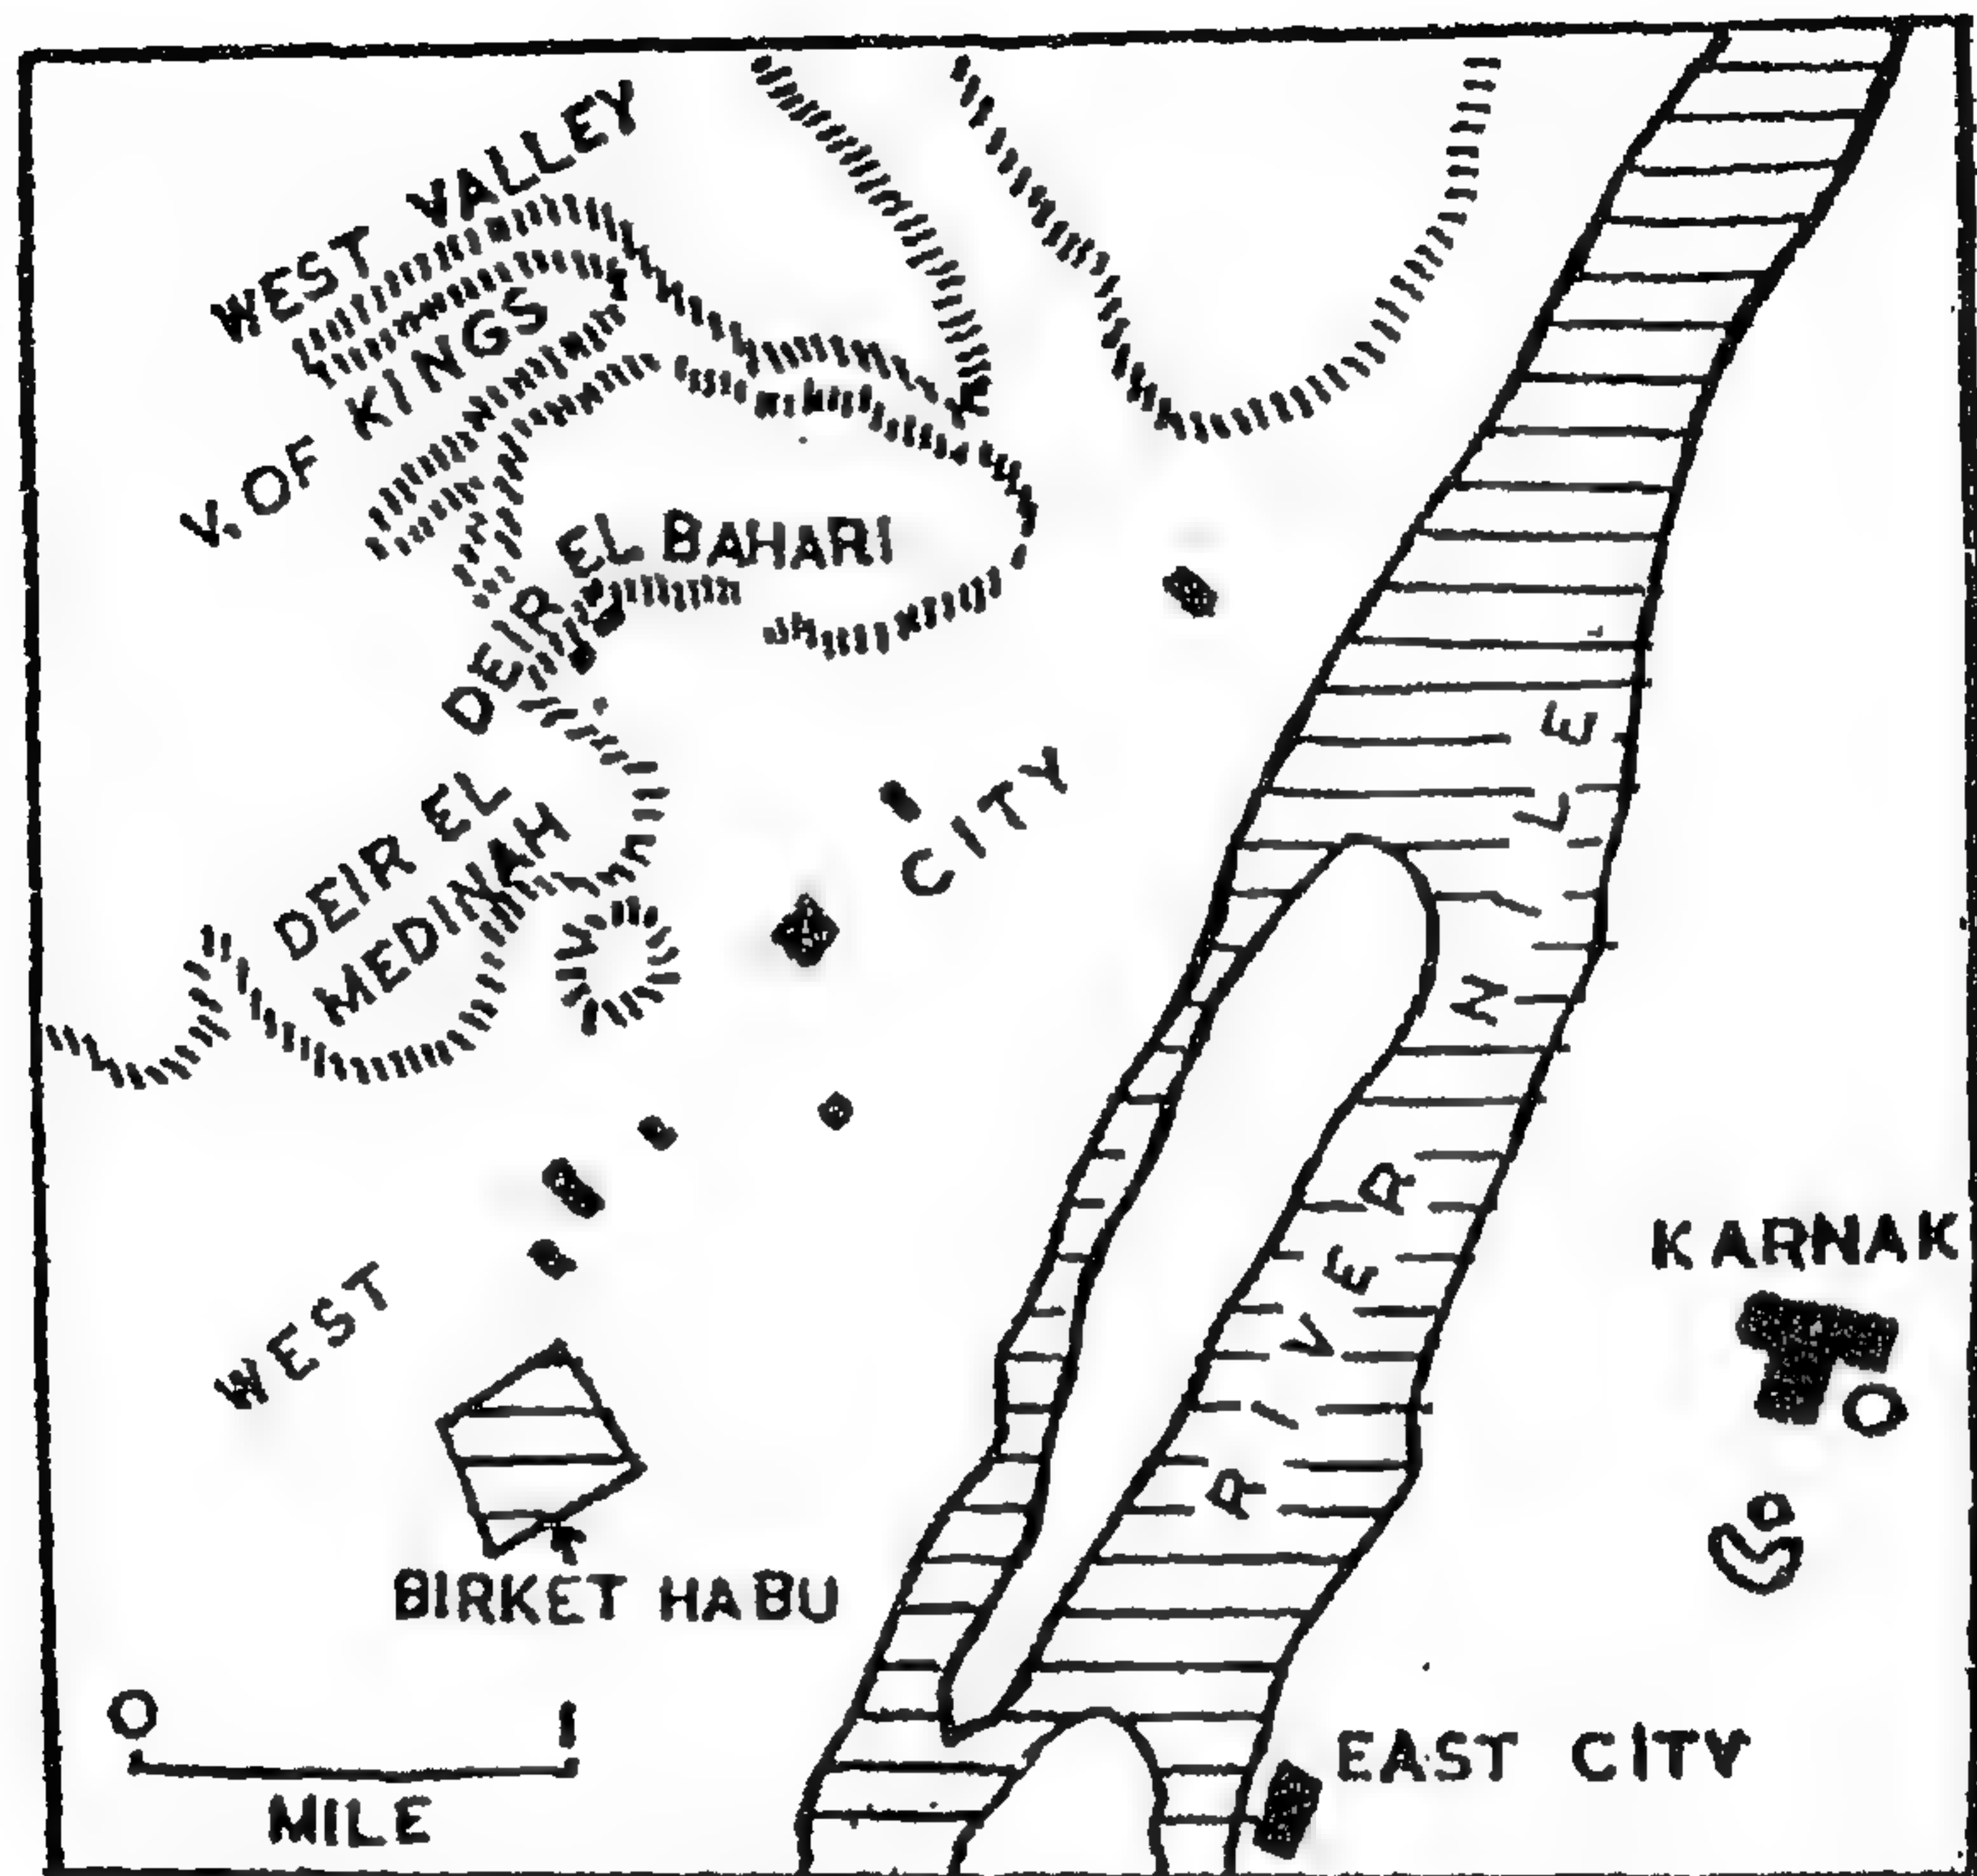 WEST VALLEY
V. OF KINGS
DEIR EL BAHARI
DEIR EL
MEDINAH
WEST CITY
RIVER NILE
KARNAK
BIRKET HABU
EAST CITY
0 1
MILE